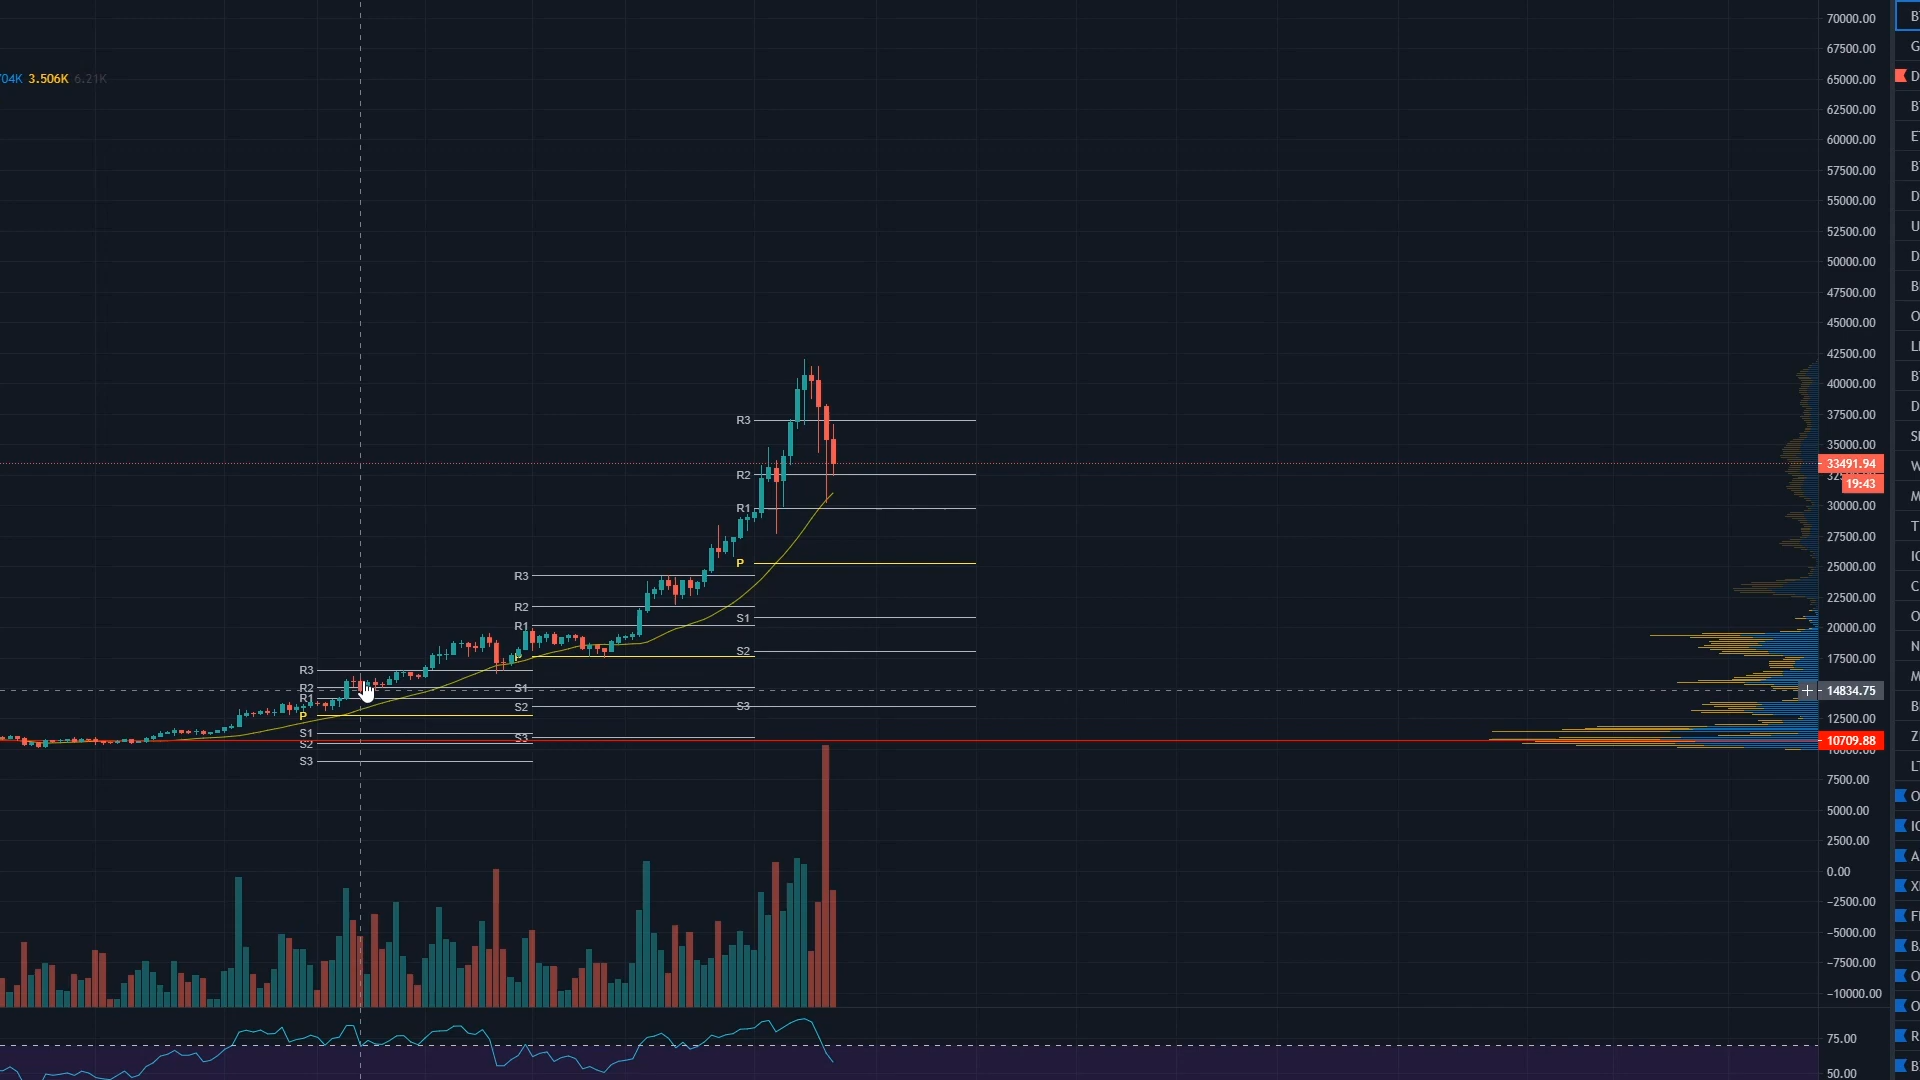 70000.00
67500.00
65000.00
04K 3.506K 6.21K
62500.00
60000.00
57500.00
55000.00
52500.00
50000.00
47500.00
45000.00
42500.00
40000.00
37500.00
R3
35000.00
33491.94
19:43
R2
30000.00
R1
27500.00
P
25000.00
R3
22500.00
R2
S1
20000.00
R1
S2
17500.00
P
R3
R2
S1
14834.75
R1
S2
S3
P
12500.00
S1
S3
10709.88
S2
10000.00
S3
7500.00
5000.00
2500.00
0.00
−2500.00
−5000.00
−7500.00
−10000.00
75.00
50.00